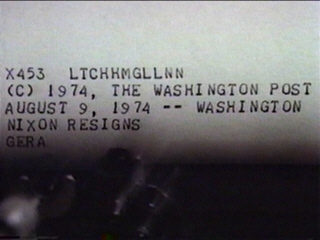 X453  LTCHHMGLLNN
(C) 1974, THE WASHINGTON POST
AUGUST 9, 1974 -- WASHINGTON
NIXON RESIGNS
GERA